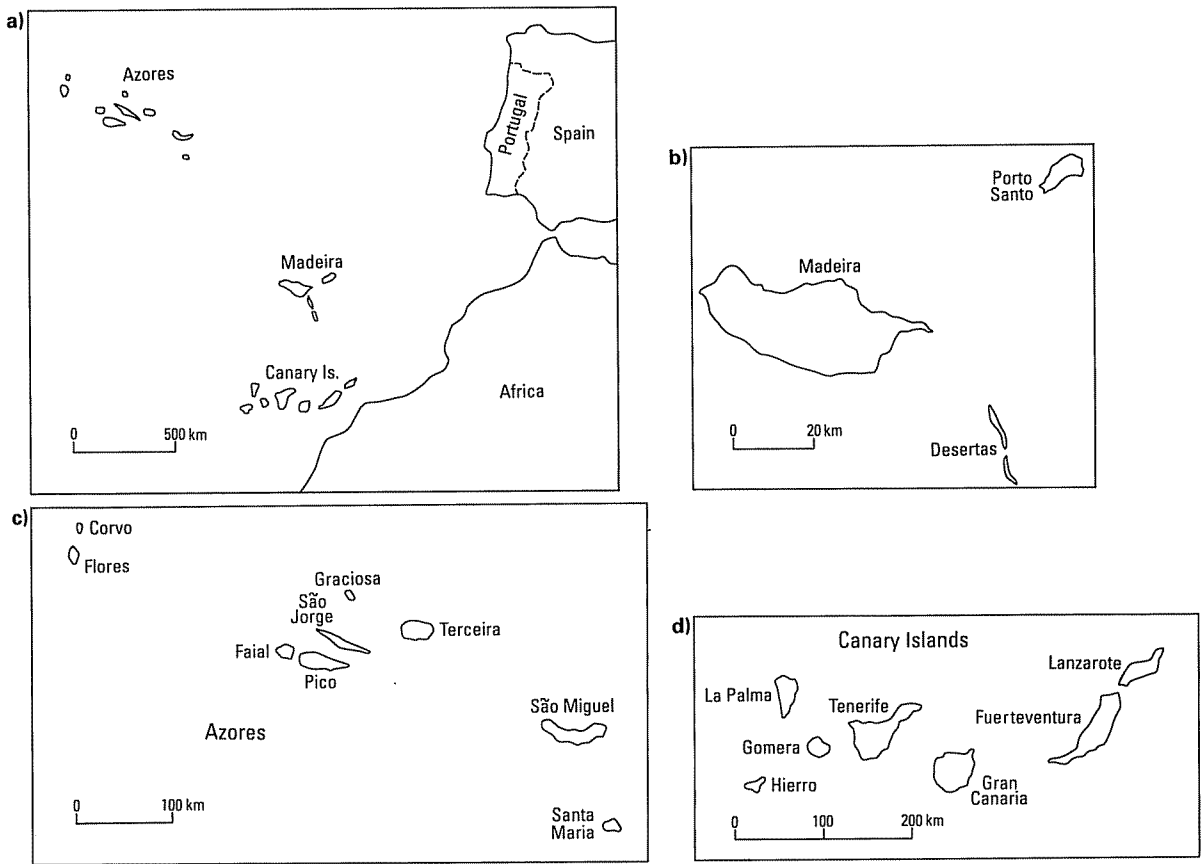 a)
Azores
Portugal
Spain
Madeira
Canary Is.
Africa
0 500 km
b)
Porto
Santo
Madeira
0 20 km
Desertas
c)
Corvo
Flores
Graciosa
São
Jorge
Terceira
Faial
Pico
São Miguel
Azores
0 100 km
Santa
Maria
d)
Canary Islands
Lanzarote
La Palma
Tenerife
Fuerteventura
Gomera
Hierro
Gran
Canaria
0 100 200 km